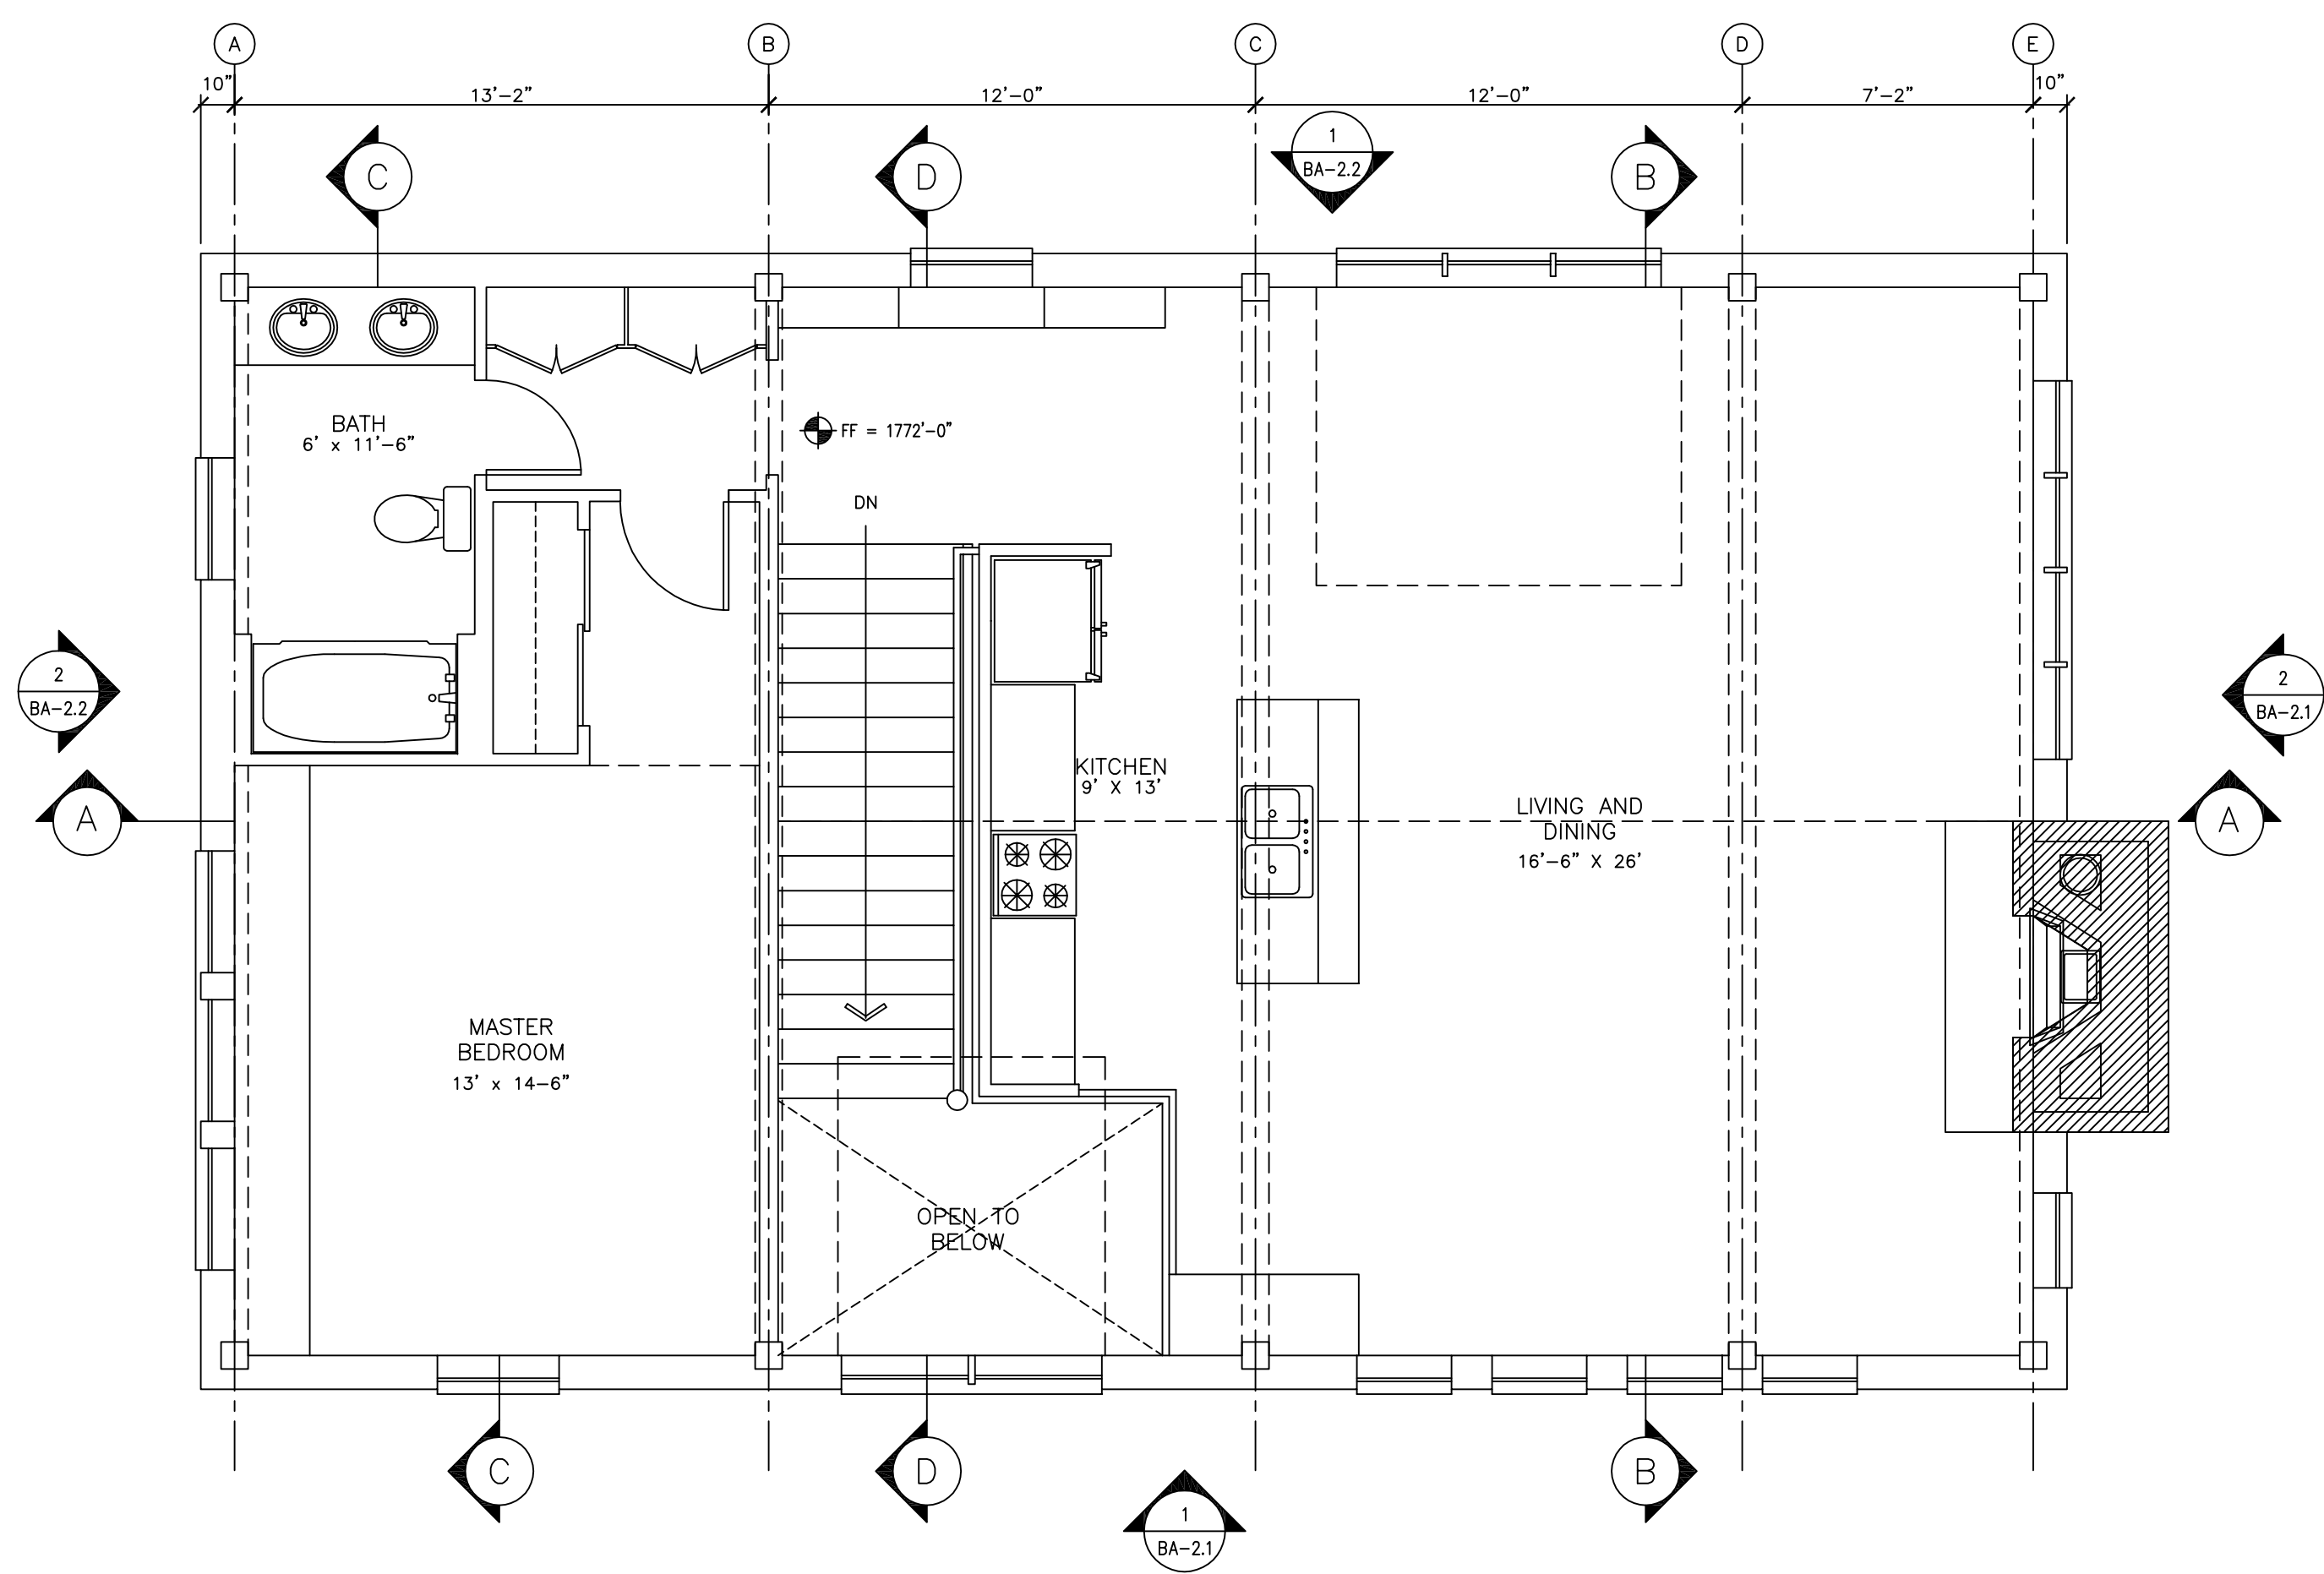 A
B
C
D
E
10”
13’-2”
12’-0”
12’-0”
7’-2”
10”
C
D
1
BA-2.2
B
BATH
6’ x 11’-6”
FF = 1772’-0”
DN
2
BA-2.2
2
BA-2.1
KITCHEN
9’ X 13’
A
LIVING AND
DINING
16’-6” X 26’
A
MASTER
BEDROOM
13’ x 14-6”
OPEN TO
BELOW
C
D
B
1
BA-2.1